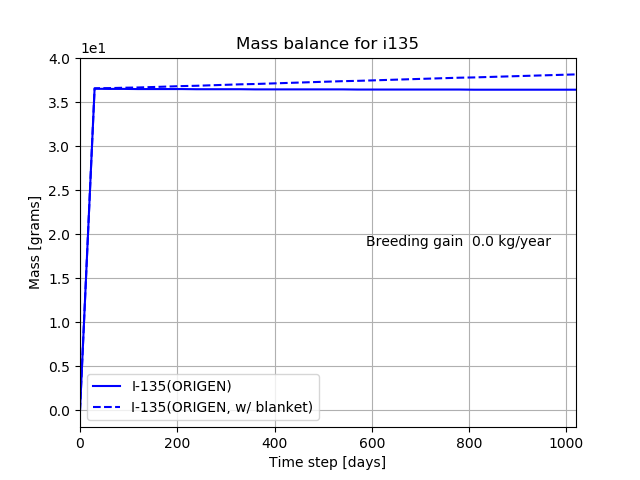 Mass balance for i135
1e1
4.0
3.5
3.0
2.5
2.0
1.5
1.0
0.5
0.0
Mass [grams]
Breeding gain  0.0 kg/year
I-135(ORIGEN)
I-135(ORIGEN, w/ blanket)
0 200 400 600 800 1000
Time step [days]